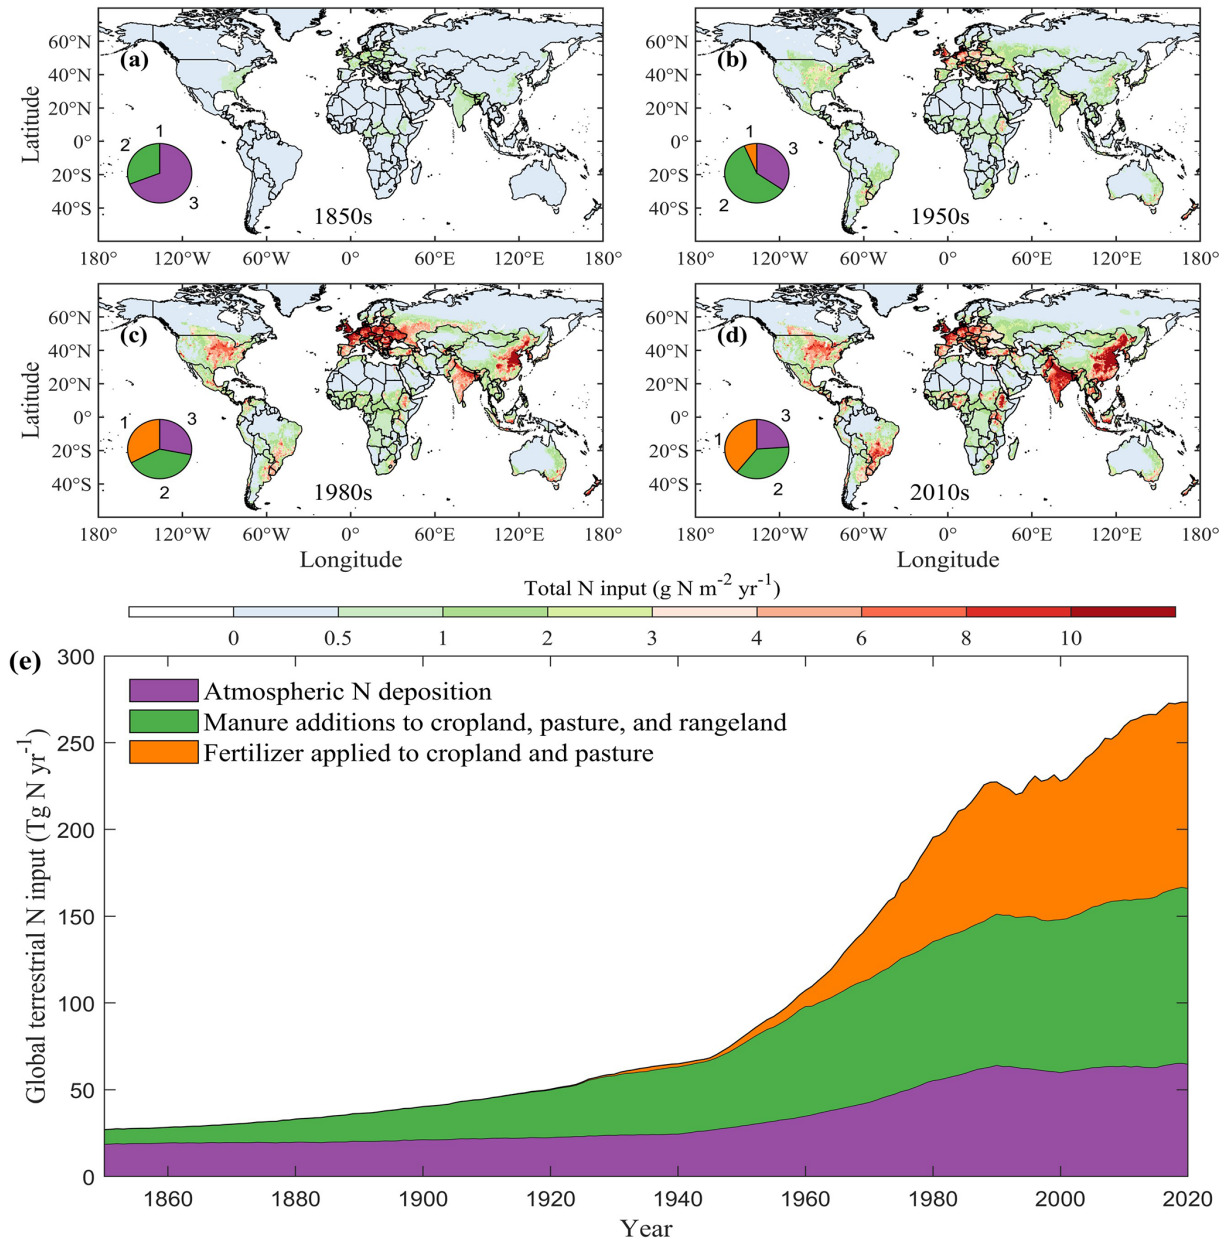 (a)
60°N
40°N
20°N
0°
20°S
40°S
Latitude
1
2
3
1850s
180°
120°W
60°W
0°
60°E
120°E
180°
(b)
60°N
40°N
20°N
0°
20°S
40°S
1
3
2
1950s
180°
120°W
60°W
0°
60°E
120°E
180°
(c)
60°N
40°N
20°N
0°
20°S
40°S
Latitude
1
3
2
1980s
180°
120°W
60°W
0°
60°E
120°E
180°
Longitude
(d)
60°N
40°N
20°N
0°
20°S
40°S
3
1
2
2010s
180°
120°W
60°W
0°
60°E
120°E
180°
Longitude
Total N input (g N m⁻² yr⁻¹)
0
0.5
1
2
3
4
6
8
10
(e)
300
250
200
150
100
50
0
Global terrestrial N input (Tg N yr⁻¹)
Atmospheric N deposition
Manure additions to cropland, pasture, and rangeland
Fertilizer applied to cropland and pasture
1860
1880
1900
1920
1940
1960
1980
2000
2020
Year